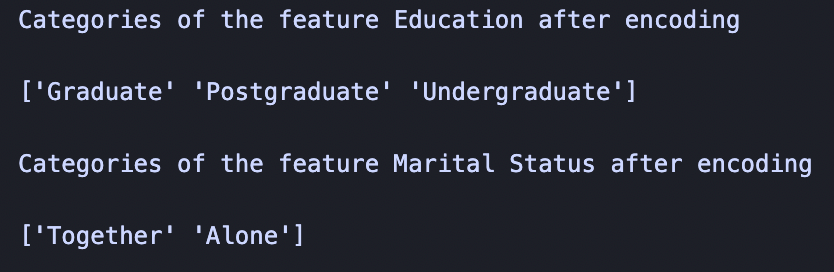 Categories of the feature Education after encoding
['Graduate' 'Postgraduate' 'Undergraduate']
Categories of the feature Marital Status after encoding
['Together' 'Alone']